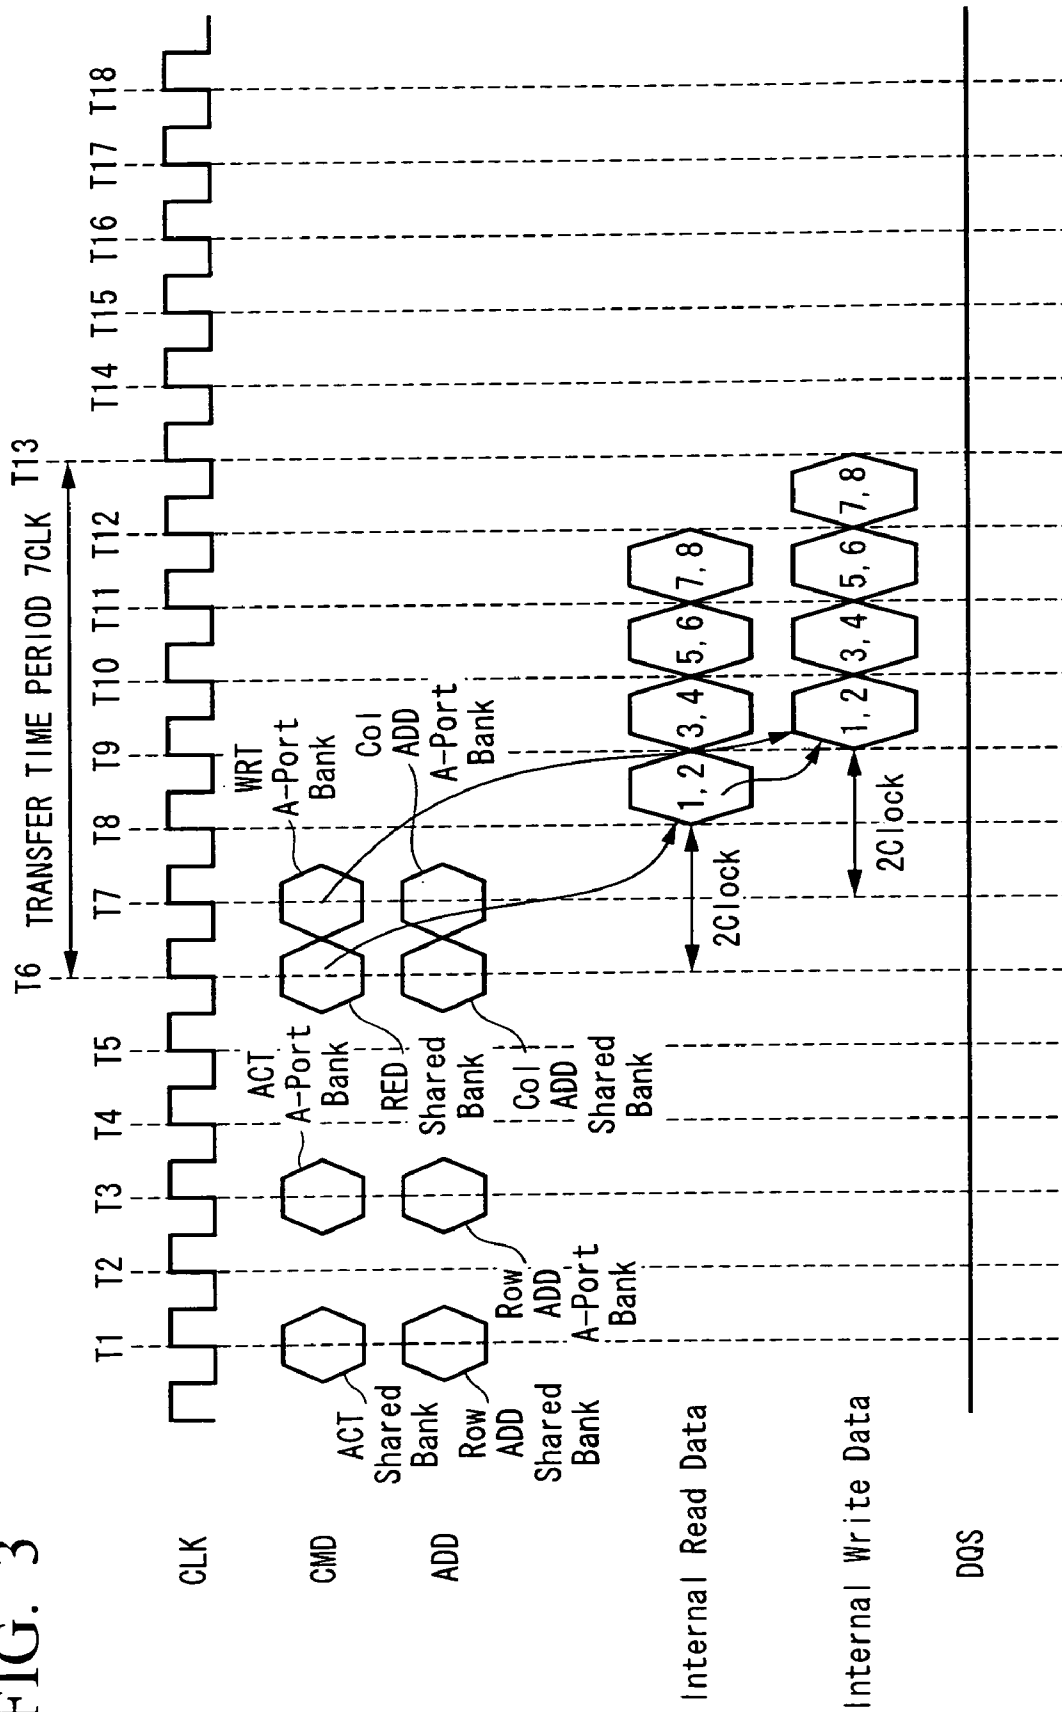 FIG. 3
TRANSFER TIME PERIOD 7CLK
T1
T2
T3
T4
T5
T6
T7
T8
T9
T10
T11
T12
T13
T14
T15
T16
T17
T18
CLK
CMD
ACT
Shared
Bank
ACT
A-Port
Bank
RED
Shared
Bank
WRT
A-Port
Bank
ADD
Row
ADD
Shared
Bank
Row
ADD
A-Port
Bank
Col
ADD
Shared
Bank
Col
ADD
A-Port
Bank
Internal Read Data
2Clock
1, 2
3, 4
5, 6
7, 8
Internal Write Data
2Clock
1, 2
3, 4
5, 6
7, 8
DQS